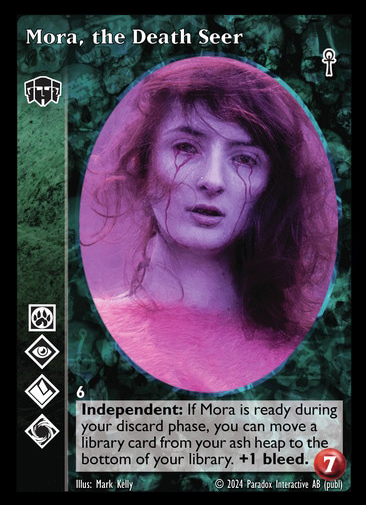 Mora, the Death Seer
6
Independent: If Mora is ready during
your discard phase, you can move a
library card from your ash heap to the
bottom of your library. +1 bleed.
7
Illus: Mark Kelly © 2024 Paradox Interactive AB (publ)